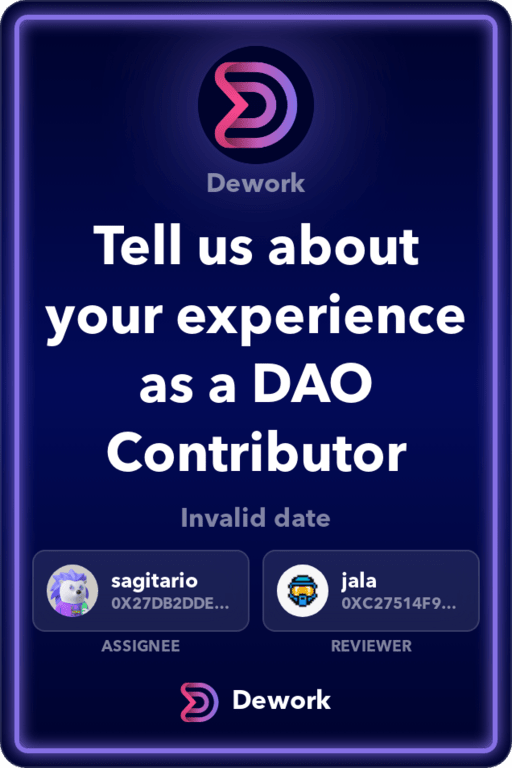 Dework
Tell us about
your experience
as a DAO
Contributor
Invalid date
sagitario
0X27DB2DDE...
jala
0XC27514F9...
ASSIGNEE
REVIEWER
Dework